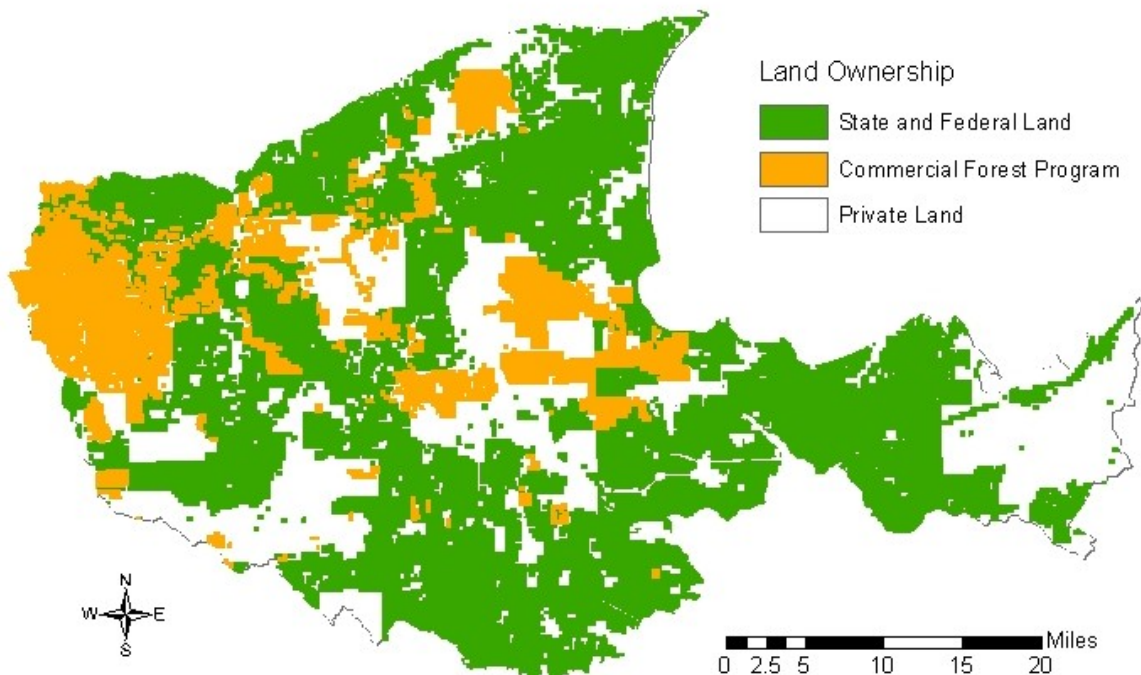 Land Ownership
State and Federal Land
Commercial Forest Program
Private Land
N
W E
S
Miles
0 2.5 5 10 15 20